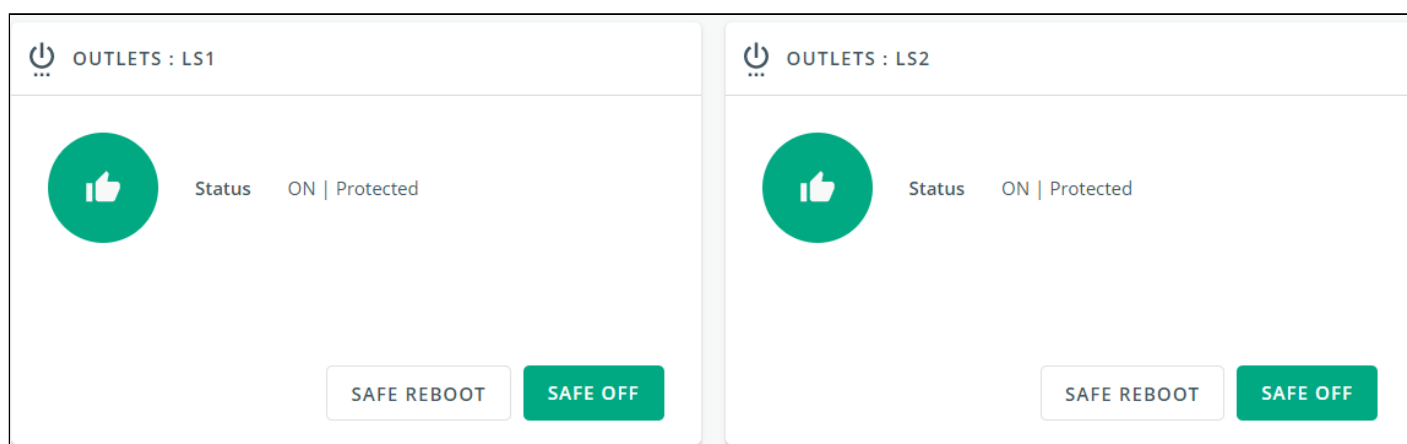 OUTLETS : LS1
Status ON | Protected
SAFE REBOOT SAFE OFF
OUTLETS : LS2
Status ON | Protected
SAFE REBOOT SAFE OFF